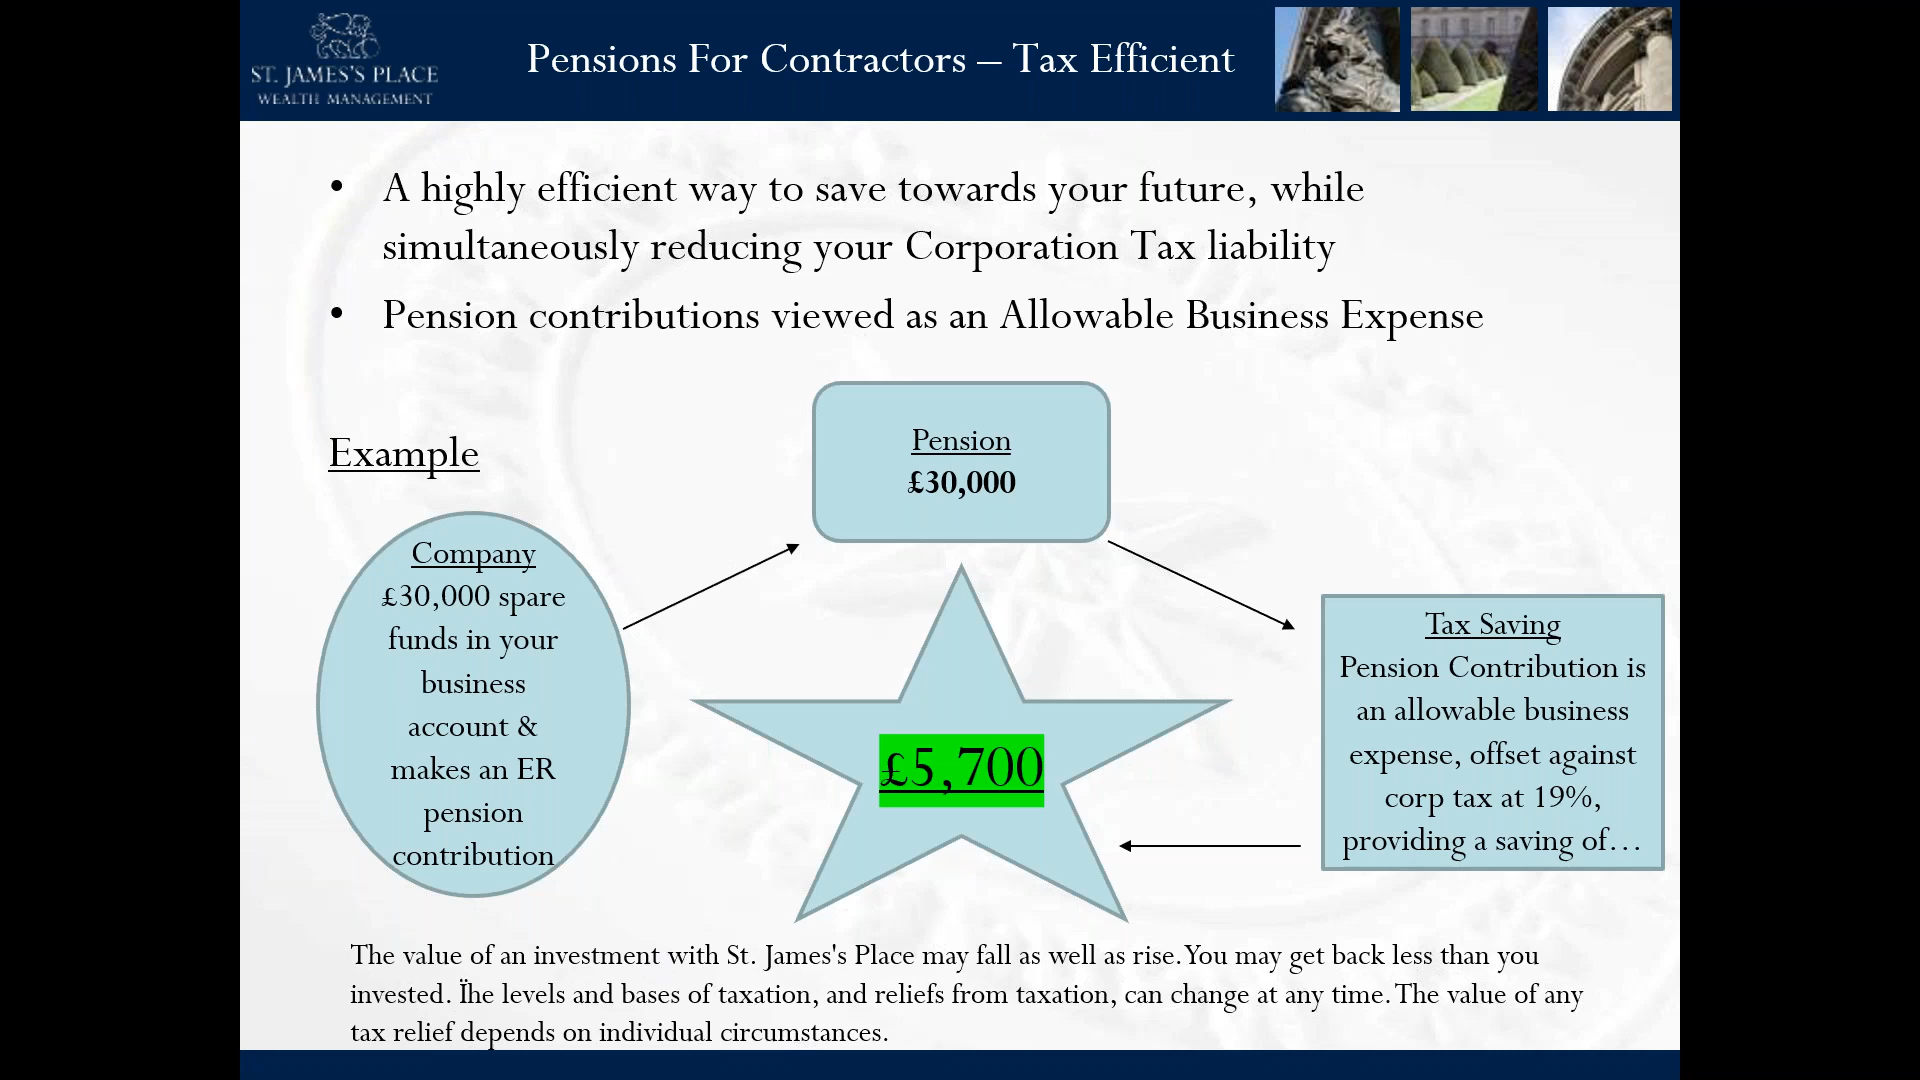 ST. JAMES'S PLACE
WEALTH MANAGEMENT
Pensions For Contractors – Tax Efficient
• A highly efficient way to save towards your future, while
simultaneously reducing your Corporation Tax liability
• Pension contributions viewed as an Allowable Business Expense
Example
Pension
£30,000
Company
£30,000 spare
funds in your
business
account &
makes an ER
pension
contribution
Tax Saving
Pension Contribution is
an allowable business
expense, offset against
corp tax at 19%,
providing a saving of…
£5,700
The value of an investment with St. James's Place may fall as well as rise. You may get back less than you
invested. The levels and bases of taxation, and reliefs from taxation, can change at any time. The value of any
tax relief depends on individual circumstances.